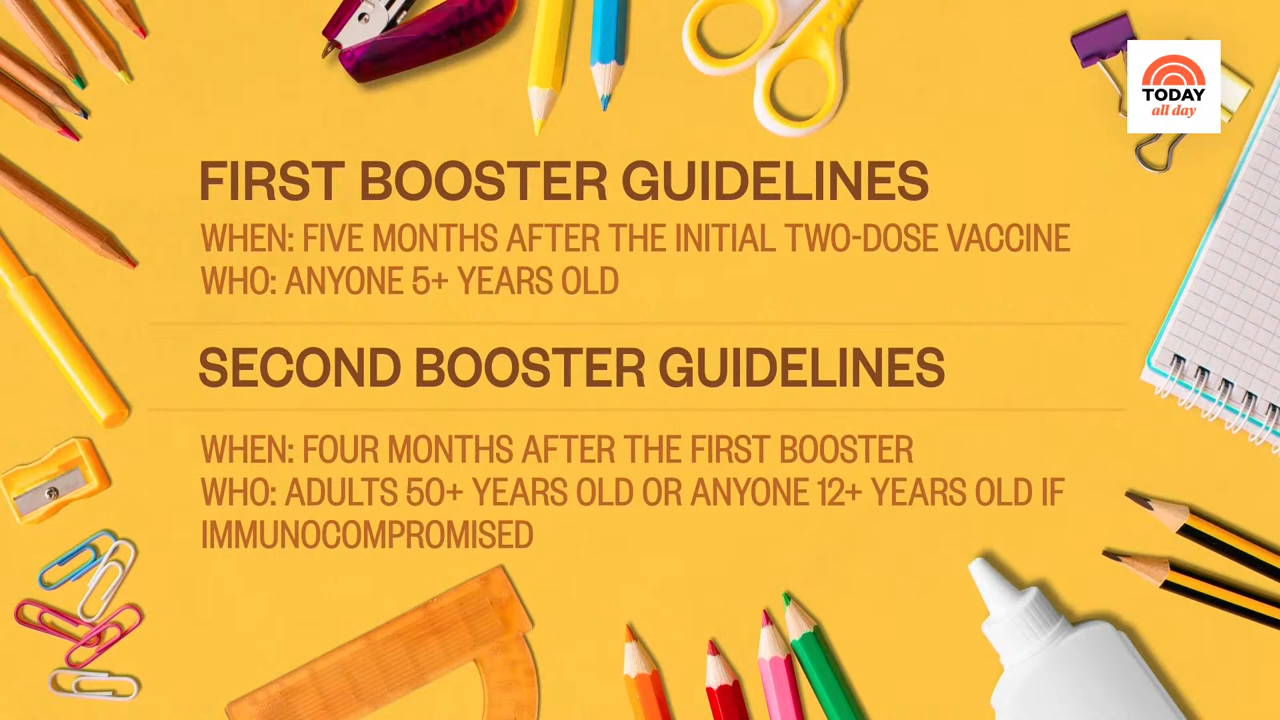 TODAY
all day
FIRST BOOSTER GUIDELINES
WHEN: FIVE MONTHS AFTER THE INITIAL TWO-DOSE VACCINE
WHO: ANYONE 5+ YEARS OLD
SECOND BOOSTER GUIDELINES
WHEN: FOUR MONTHS AFTER THE FIRST BOOSTER
WHO: ADULTS 50+ YEARS OLD OR ANYONE 12+ YEARS OLD IF
IMMUNOCOMPROMISED